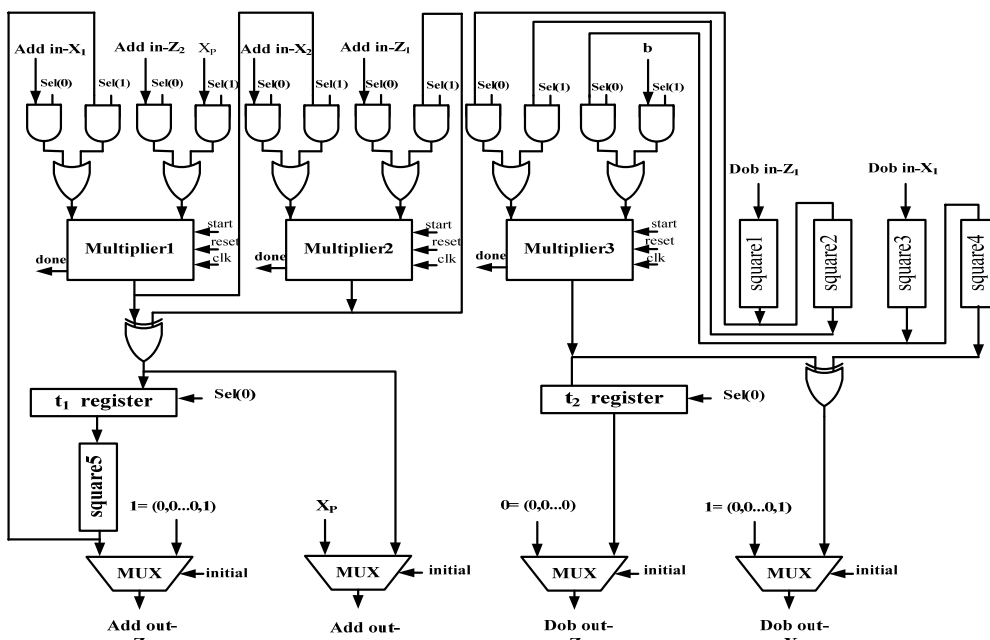 Add in-X₁ Add in-Z₂ Xₚ Add in-X₂ Add in-Z₁ b
Sel(0) Sel(1) Sel(0) Sel(1) Sel(0) Sel(1) Sel(0) Sel(1) Sel(0) Sel(1) Sel(0) Sel(1)
Dob in-Z₁ Dob in-X₁
Multiplier1
start
reset
clk
done
Multiplier2
start
reset
clk
done
Multiplier3
start
reset
clk
done
square1
square2
square3
square4
t₁ register
Sel(0)
t₂ register
Sel(0)
square5
1= (0,0...0,1)
Xₚ
0= (0,0...0)
1= (0,0...0,1)
MUX initial
MUX initial
MUX initial
MUX initial
Add out-
Add out-
Dob out-
Dob out-